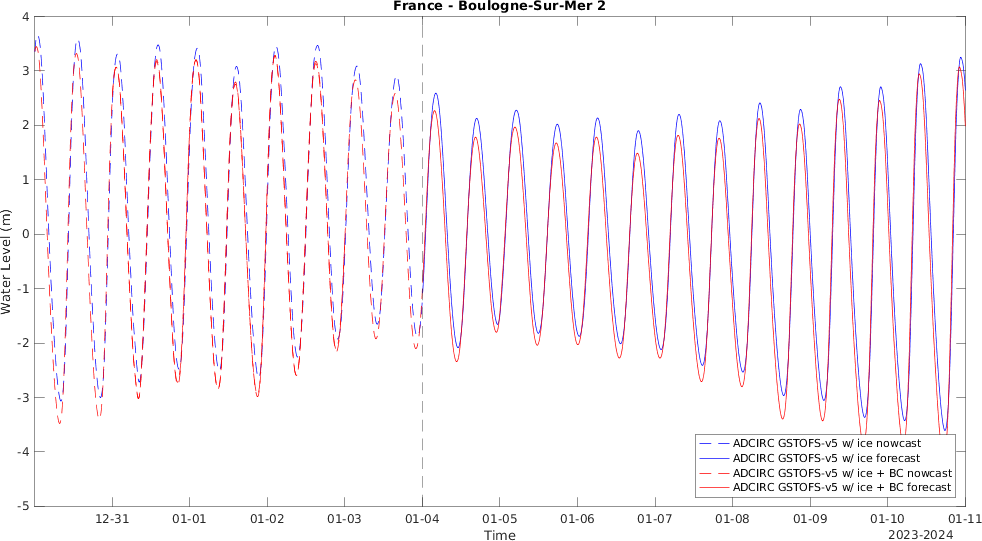 France - Boulogne-Sur-Mer 2
4
3
2
1
0
-1
-2
-3
-4
-5
Water Level (m)
ADCIRC GSTOFS-v5 w/ ice nowcast
ADCIRC GSTOFS-v5 w/ ice forecast
ADCIRC GSTOFS-v5 w/ ice + BC nowcast
ADCIRC GSTOFS-v5 w/ ice + BC forecast
12-31 01-01 01-02 01-03 01-04 01-05 01-06 01-07 01-08 01-09 01-10 01-11
Time
2023-2024